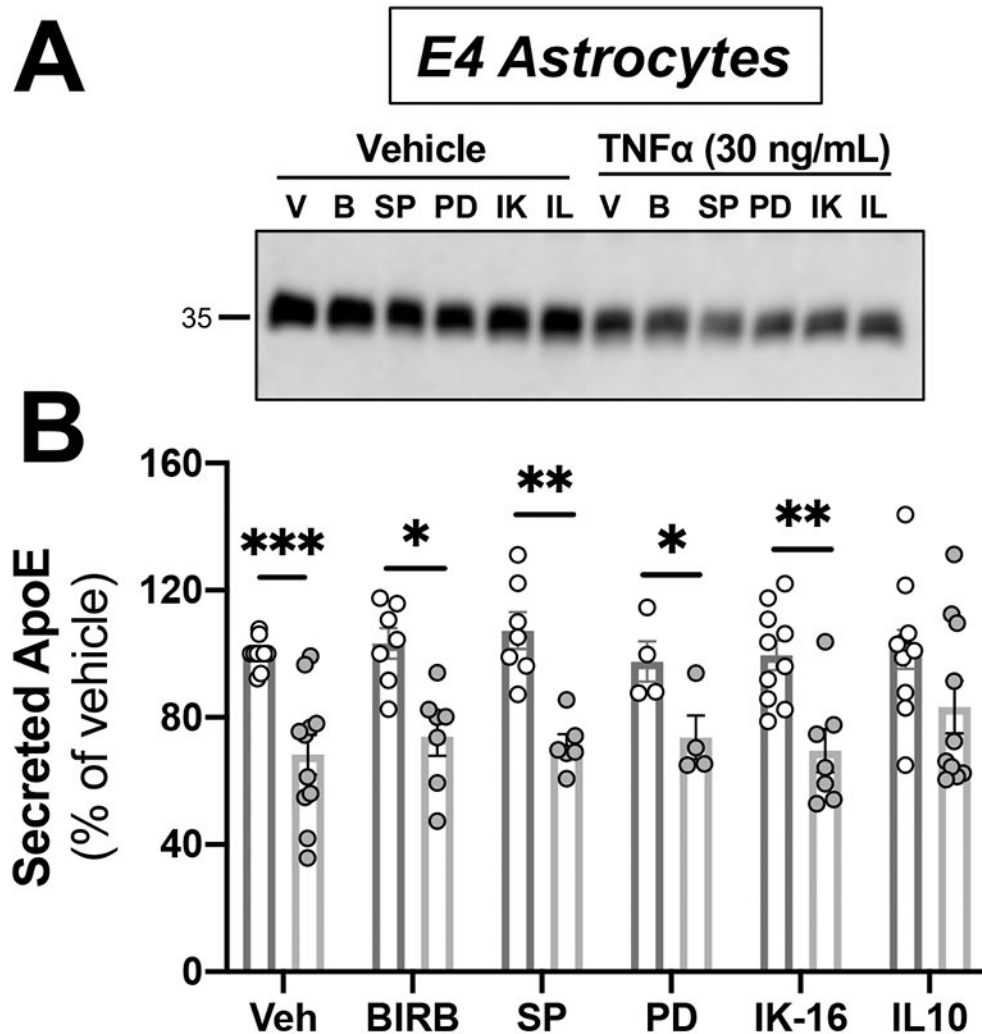 A
E4 Astrocytes
Vehicle TNFα (30 ng/mL)
V B SP PD IK IL V B SP PD IK IL
35
B
Secreted ApoE
(% of vehicle)
160
120
80
40
0
*** * ** * **
Veh BIRB SP PD IK-16 IL10